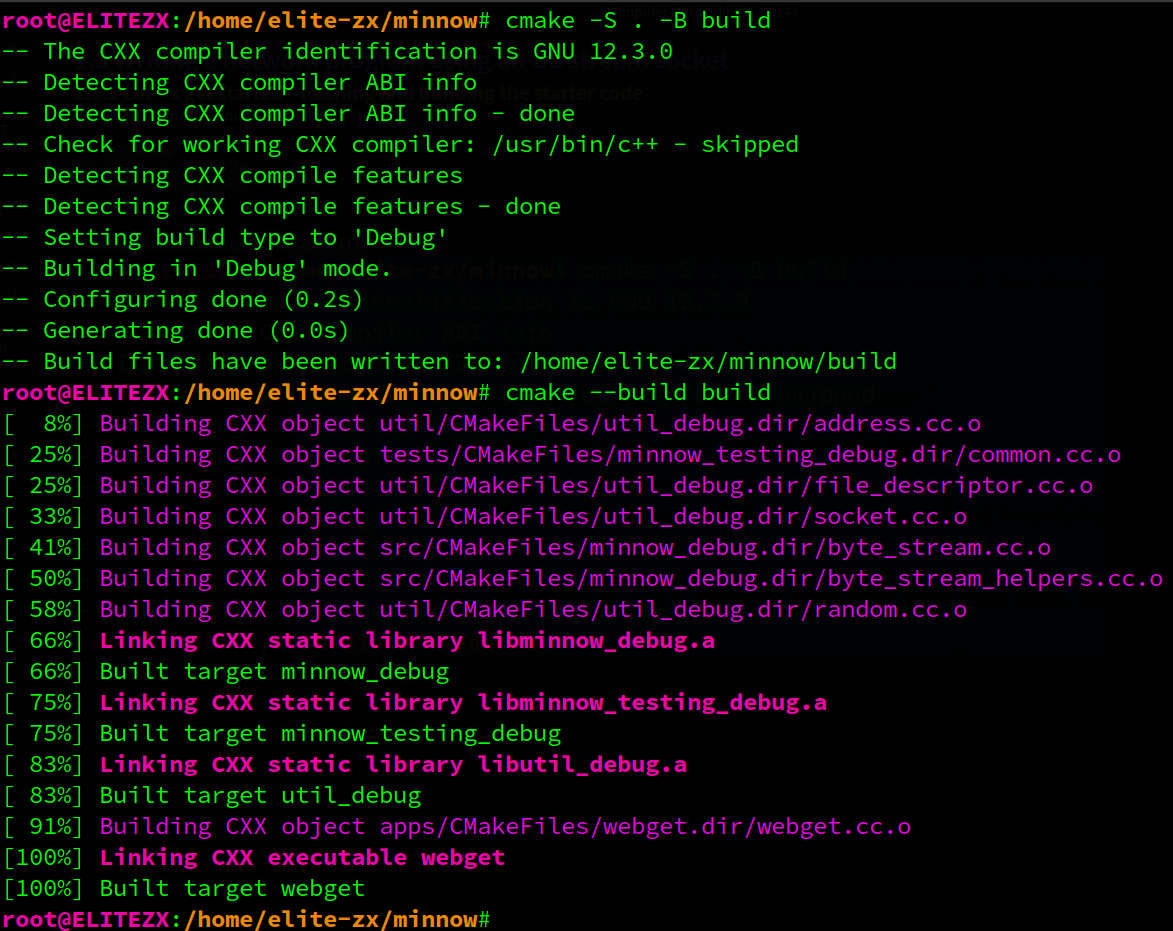 root@ELITEZX:/home/elite-zx/minnow# cmake -S . -B build
-- The CXX compiler identification is GNU 12.3.0
-- Detecting CXX compiler ABI info
-- Detecting CXX compiler ABI info - done
-- Check for working CXX compiler: /usr/bin/c++ - skipped
-- Detecting CXX compile features
-- Detecting CXX compile features - done
-- Setting build type to 'Debug'
-- Building in 'Debug' mode.
-- Configuring done (0.2s)
-- Generating done (0.0s)
-- Build files have been written to: /home/elite-zx/minnow/build
root@ELITEZX:/home/elite-zx/minnow# cmake --build build
[  8%] Building CXX object util/CMakeFiles/util_debug.dir/address.cc.o
[ 25%] Building CXX object tests/CMakeFiles/minnow_testing_debug.dir/common.cc.o
[ 25%] Building CXX object util/CMakeFiles/util_debug.dir/file_descriptor.cc.o
[ 33%] Building CXX object util/CMakeFiles/util_debug.dir/socket.cc.o
[ 41%] Building CXX object src/CMakeFiles/minnow_debug.dir/byte_stream.cc.o
[ 50%] Building CXX object src/CMakeFiles/minnow_debug.dir/byte_stream_helpers.cc.o
[ 58%] Building CXX object util/CMakeFiles/util_debug.dir/random.cc.o
[ 66%] Linking CXX static library libminnow_debug.a
[ 66%] Built target minnow_debug
[ 75%] Linking CXX static library libminnow_testing_debug.a
[ 75%] Built target minnow_testing_debug
[ 83%] Linking CXX static library libutil_debug.a
[ 83%] Built target util_debug
[ 91%] Building CXX object apps/CMakeFiles/webget.dir/webget.cc.o
[100%] Linking CXX executable webget
[100%] Built target webget
root@ELITEZX:/home/elite-zx/minnow#